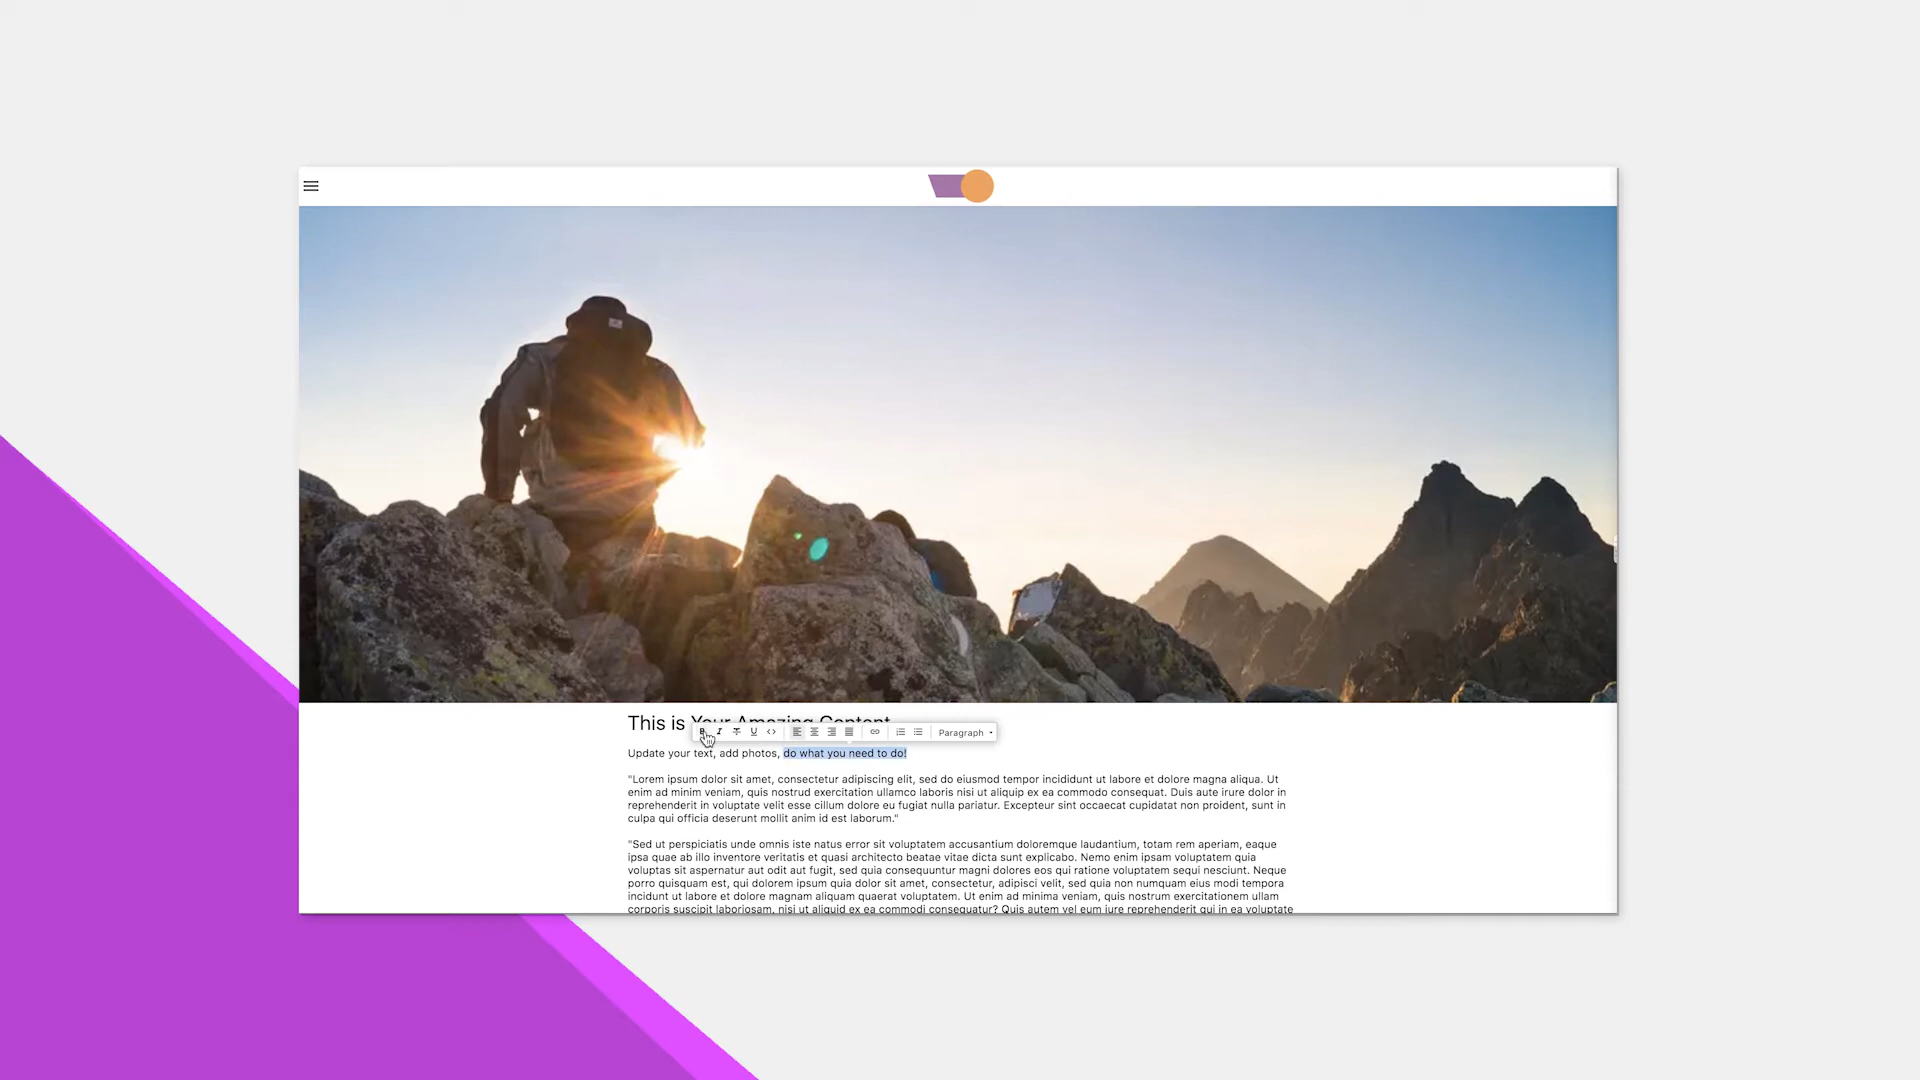 This is Your Amazing Content
B I T U <> Paragraph
Update your text, add photos, do what you need to do!
"Lorem ipsum dolor sit amet, consectetur adipiscing elit, sed do eiusmod tempor incididunt ut labore et dolore magna aliqua. Ut
enim ad minim veniam, quis nostrud exercitation ullamco laboris nisi ut aliquip ex ea commodo consequat. Duis aute irure dolor in
reprehenderit in voluptate velit esse cillum dolore eu fugiat nulla pariatur. Excepteur sint occaecat cupidatat non proident, sunt in
culpa qui officia deserunt mollit anim id est laborum."
"Sed ut perspiciatis unde omnis iste natus error sit voluptatem accusantium doloremque laudantium, totam rem aperiam, eaque
ipsa quae ab illo inventore veritatis et quasi architecto beatae vitae dicta sunt explicabo. Nemo enim ipsam voluptatem quia
voluptas sit aspernatur aut odit aut fugit, sed quia consequuntur magni dolores eos qui ratione voluptatem sequi nesciunt. Neque
porro quisquam est, qui dolorem ipsum quia dolor sit amet, consectetur, adipisci velit, sed quia non numquam eius modi tempora
incidunt ut labore et dolore magnam aliquam quaerat voluptatem. Ut enim ad minima veniam, quis nostrum exercitationem ullam
corporis suscipit laboriosam, nisi ut aliquid ex ea commodi consequatur? Quis autem vel eum iure reprehenderit qui in ea voluptate